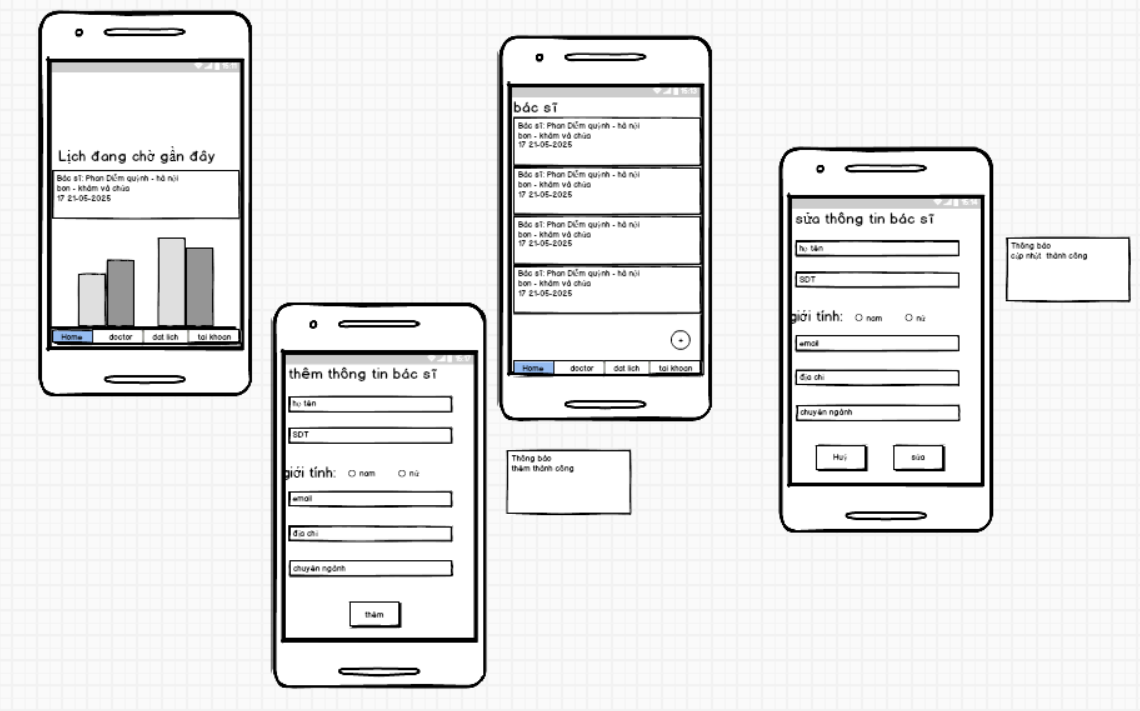 Lịch đang chờ gần đây
Bác sĩ: Phan Diễm quỳnh - hà nội
bon - khám và chữa
17 21-05-2025
Home doctor dat lich tai khoan
thêm thông tin bác sĩ
họ tên
SDT
giới tính: nam nữ
email
địa chỉ
chuyên ngành
thêm
bác sĩ
Bác sĩ: Phan Diễm quỳnh - hà nội
bon - khám và chữa
17 21-05-2025
Bác sĩ: Phan Diễm quỳnh - hà nội
bon - khám và chữa
17 21-05-2025
Bác sĩ: Phan Diễm quỳnh - hà nội
bon - khám và chữa
17 21-05-2025
Bác sĩ: Phan Diễm quỳnh - hà nội
bon - khám và chữa
17 21-05-2025
+
Home doctor dat lich tai khoan
Thông báo
thêm thành công
sửa thông tin bác sĩ
họ tên
SDT
giới tính: nam nữ
email
địa chỉ
chuyên ngành
Huỷ sửa
Thông báo
cập nhật thành công